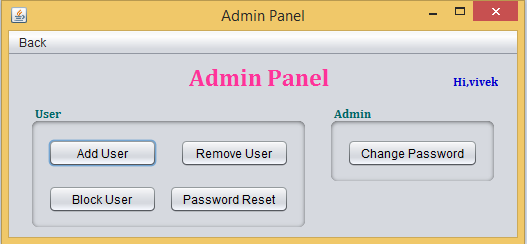 Admin Panel
Back
Admin Panel
Hi,vivek
User
Admin
Add User
Remove User
Change Password
Block User
Password Reset